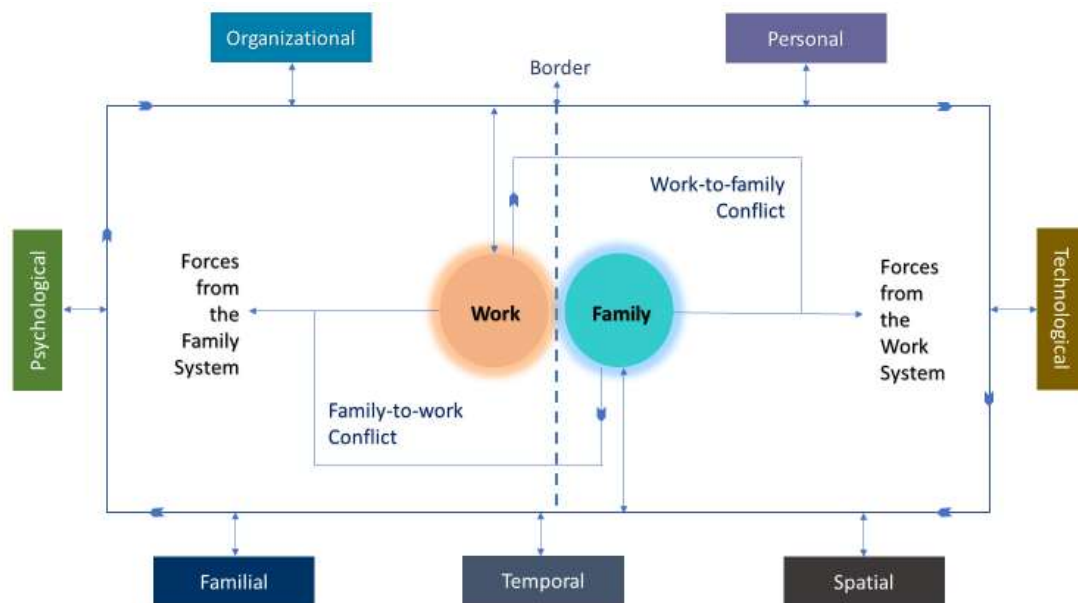 Organizational
Personal
Border
Work-to-family
Conflict
Psychological
Forces
from
the
Family
System
Work
Family
Forces
from
the
Work
System
Technological
Family-to-work
Conflict
Familial
Temporal
Spatial